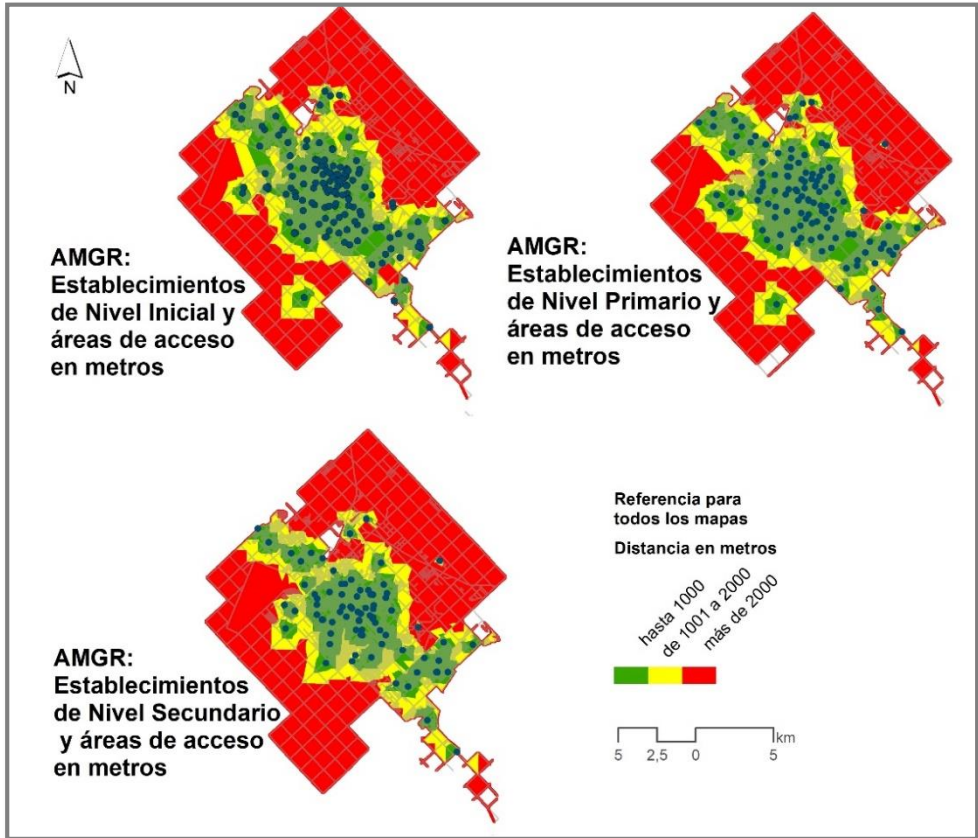 N
AMGR:
Establecimientos
de Nivel Inicial y
áreas de acceso
en metros
AMGR:
Establecimientos
de Nivel Primario y
áreas de acceso
en metros
AMGR:
Establecimientos
de Nivel Secundario
y áreas de acceso
en metros
Referencia para
todos los mapas
Distancia en metros
hasta 1000
de 1001 a 2000
más de 2000
km
5 2,5 0 5